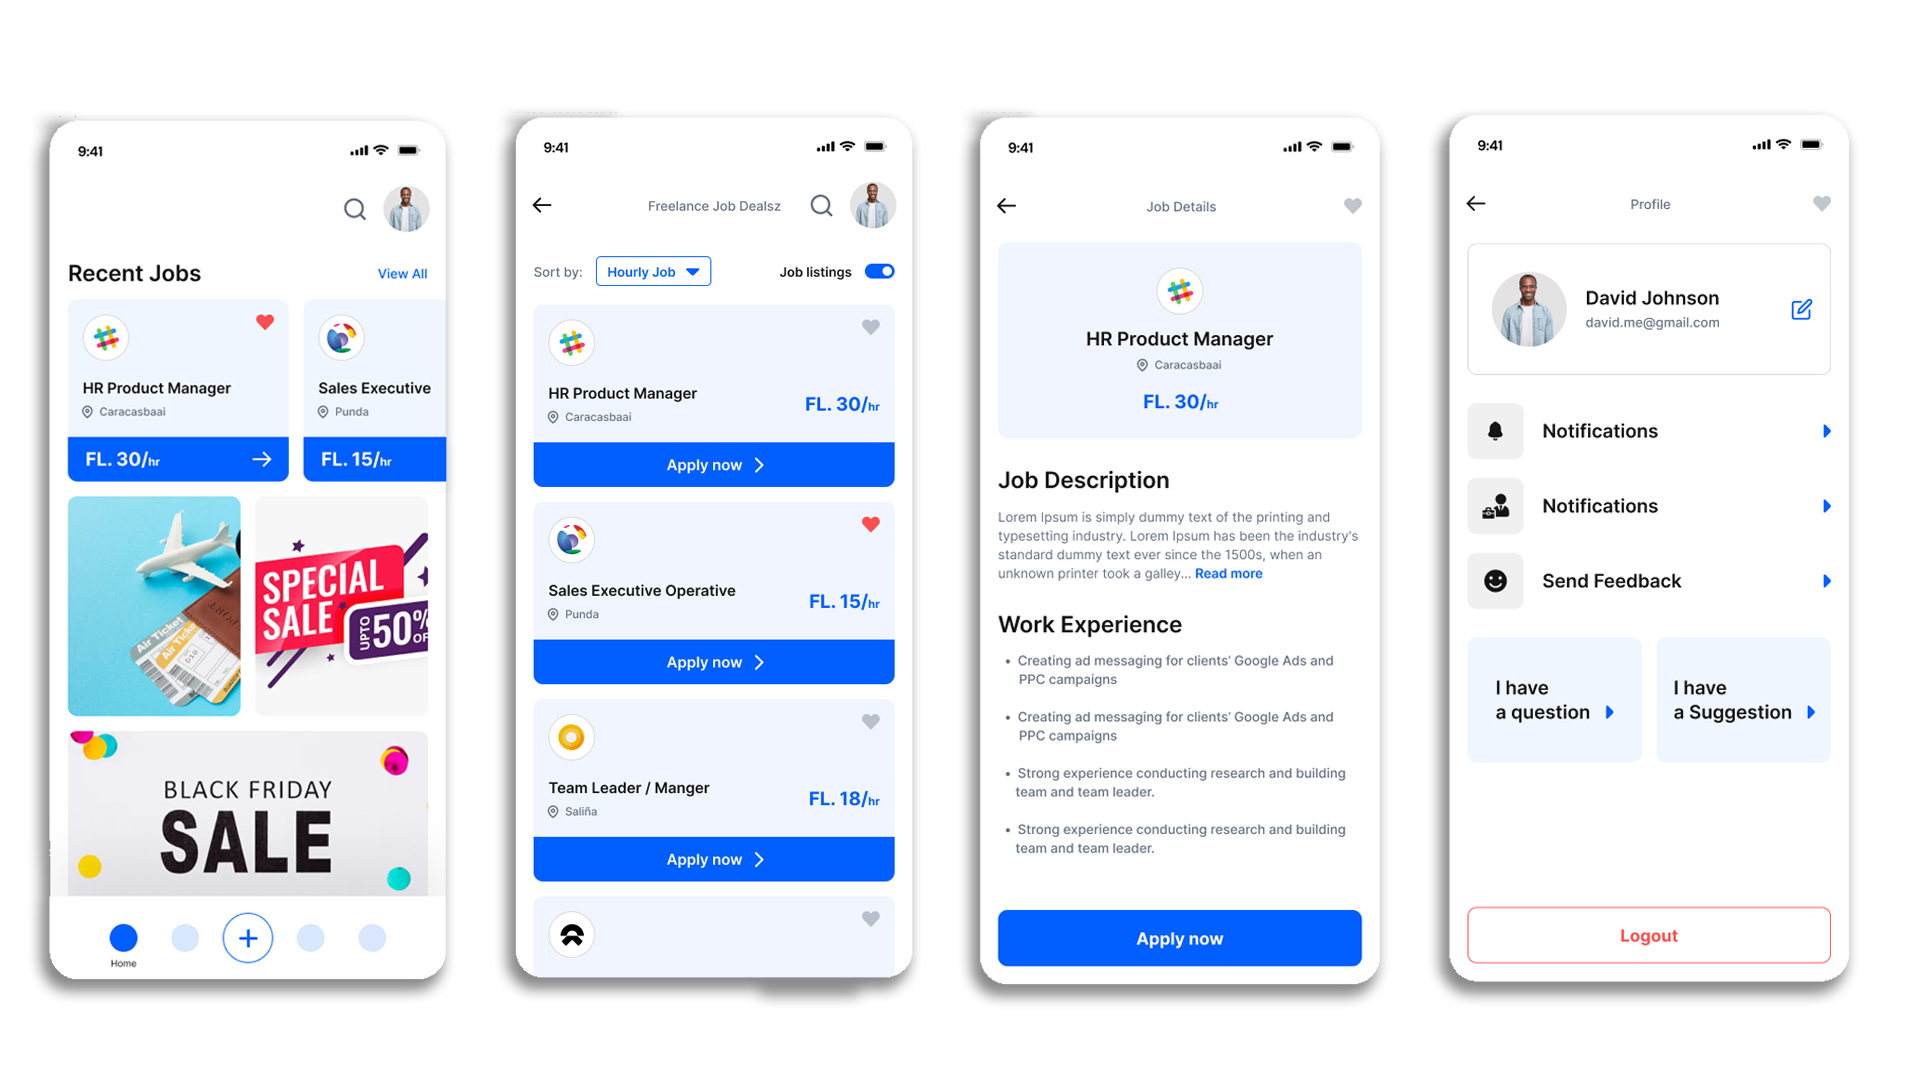 9:41
Recent Jobs
View All
HR Product Manager
Caracasbaai
FL. 30/hr
Sales Executive
Punda
FL. 15/hr
Air Ticket
Air Ticke
SPECIAL
SALE
UPTO
50%
OF
BLACK FRIDAY
SALE
Home
9:41
Freelance Job Dealsz
Sort by:
Hourly Job
Job listings
HR Product Manager
Caracasbaai
FL. 30/hr
Apply now
Sales Executive Operative
Punda
FL. 15/hr
Apply now
Team Leader / Manger
Saliña
FL. 18/hr
Apply now
9:41
Job Details
HR Product Manager
Caracasbaai
FL. 30/hr
Job Description
Lorem Ipsum is simply dummy text of the printing and
typesetting industry. Lorem Ipsum has been the industry's
standard dummy text ever since the 1500s, when an
unknown printer took a galley... Read more
Work Experience
• Creating ad messaging for clients’ Google Ads and
PPC campaigns
• Creating ad messaging for clients’ Google Ads and
PPC campaigns
• Strong experience conducting research and building
team and team leader.
• Strong experience conducting research and building
team and team leader.
Apply now
9:41
Profile
David Johnson
david.me@gmail.com
Notifications
Notifications
Send Feedback
I have
a question
I have
a Suggestion
Logout